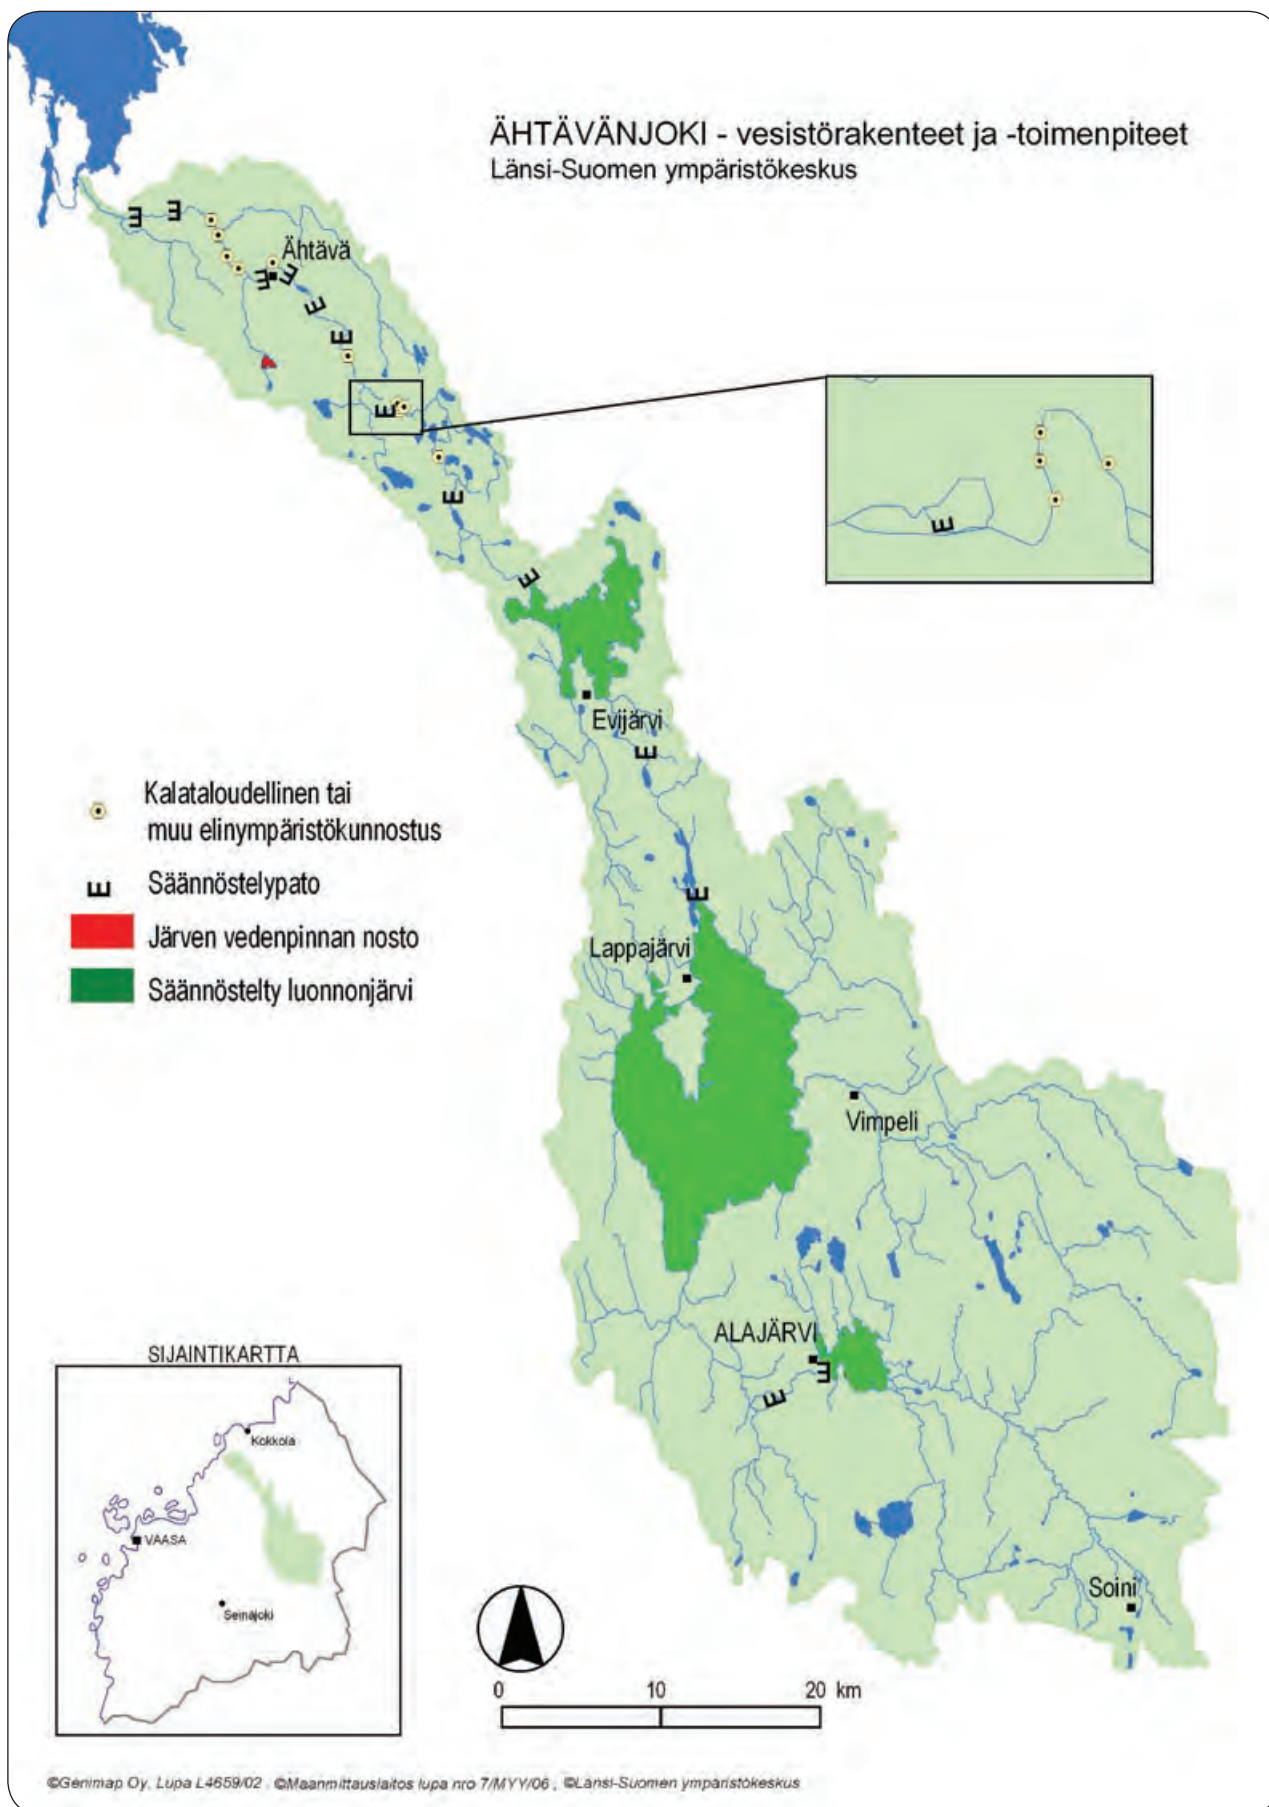 ÄHTÄVÄNJOKI - vesistörakenteet ja -toimenpiteet
Länsi-Suomen ympäristökeskus
Ähtävä
Evijärvi
Kalataloudellinen tai
muu elinympäristökunnostus
Säännöstelypato
Järven vedenpinnan nosto
Säännöstelty luonnonjärvi
Lappajärvi
Vimpeli
ALAJÄRVI
SIJAINTIKARTTA
Kokkola
VAASA
Seinäjoki
Soini
0 10 20 km
©Genimap Oy, Lupa L4659/02 , ©Maanmittauslaitos lupa nro 7/MYY/06 , ©Länsi-Suomen ympäristökeskus